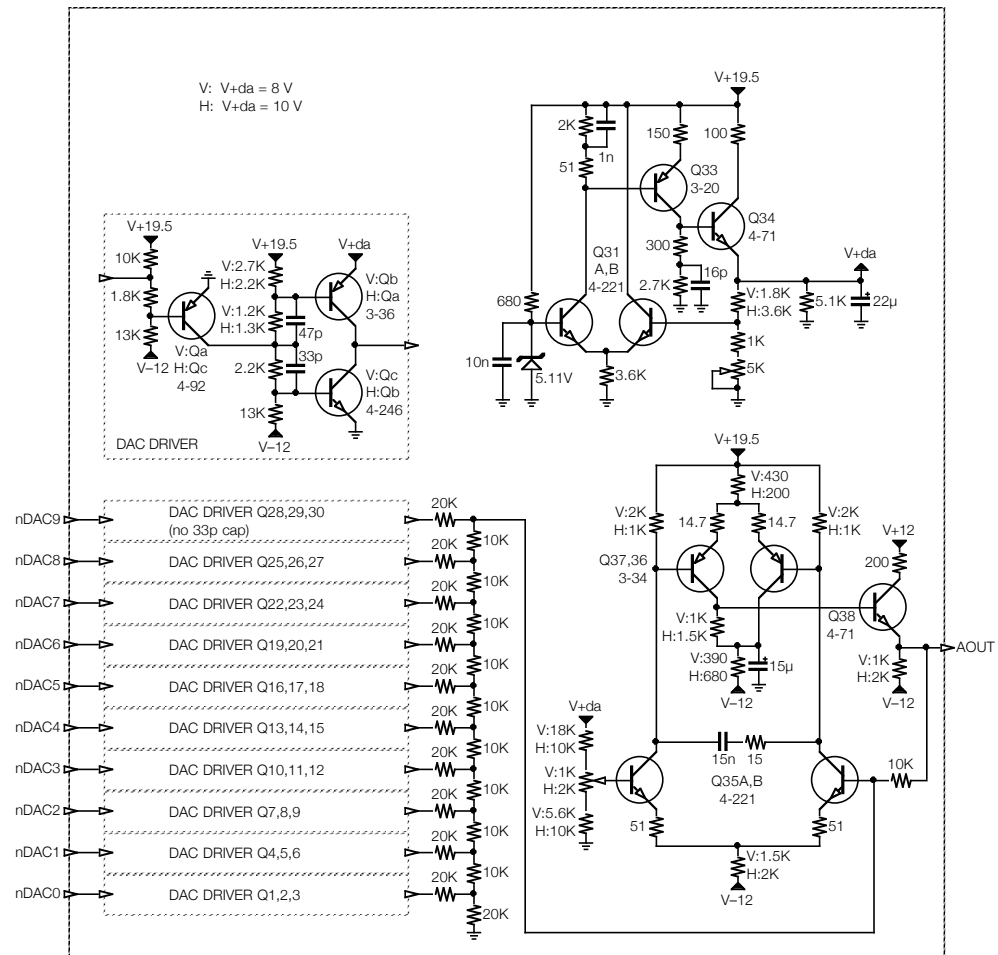 V: V+da = 8 V
H: V+da = 10 V
V+19.5
2K
1n
51
150
100
Q33
3-20
Q34
4-71
Q31
A,B
4-221
300
16p
2.7K
680
10n
5.11V
3.6K
V+da
V:1.8K
H:3.6K
5.1K
22µ
1K
5K
V+19.5
10K
1.8K
13K
V–12
V:Qa
H:Qc
4-92
V+19.5
V:2.7K
H:2.2K
V:1.2K
H:1.3K
47p
33p
2.2K
13K
V–12
V+da
V:Qb
H:Qa
3-36
V:Qc
H:Qb
4-246
DAC DRIVER
nDAC9
DAC DRIVER Q28,29,30
(no 33p cap)
20K
10K
nDAC8
DAC DRIVER Q25,26,27
20K
10K
nDAC7
DAC DRIVER Q22,23,24
20K
10K
nDAC6
DAC DRIVER Q19,20,21
20K
10K
nDAC5
DAC DRIVER Q16,17,18
20K
10K
nDAC4
DAC DRIVER Q13,14,15
20K
10K
nDAC3
DAC DRIVER Q10,11,12
20K
10K
nDAC2
DAC DRIVER Q7,8,9
20K
10K
nDAC1
DAC DRIVER Q4,5,6
20K
10K
nDAC0
DAC DRIVER Q1,2,3
20K
20K
V+19.5
V:430
H:200
V:2K
H:1K
14.7
14.7
V:2K
H:1K
Q37,36
3-34
V+12
200
Q38
4-71
V:1K
H:1.5K
V:390
H:680
15µ
V–12
AOUT
V:1K
H:2K
V–12
V+da
V:18K
H:10K
V:1K
H:2K
V:5.6K
H:10K
15n
15
Q35A,B
4-221
10K
51
51
V:1.5K
H:2K
V–12